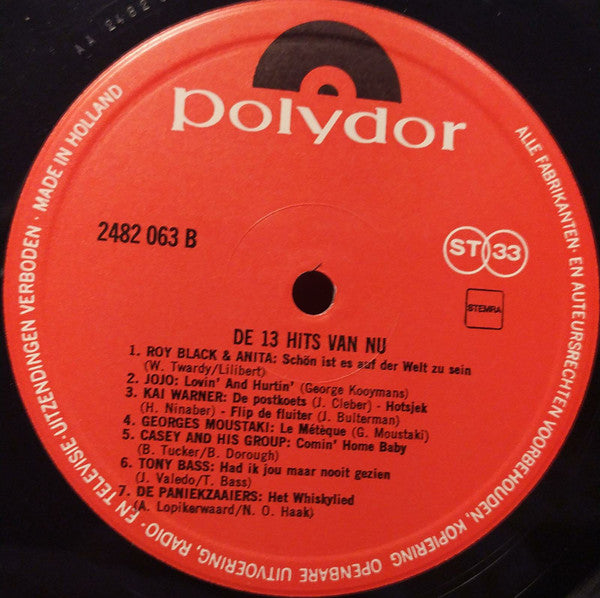 AA 2482 0
polydor
2482 063 B
ST 33
STEMRA
DE 13 HITS VAN NU
1. ROY BLACK & ANITA: Schön ist es auf der Welt zu sein
(W. Twardy/Lilibert)
2. JOJO: Lovin' And Hurtin' (George Kooymans)
3. KAI WARNER: De postkoets (J. Cleber) - Hotsjek
(H. Ninaber) - Flip de fluiter (J. Bulterman)
4. GEORGES MOUSTAKI: Le Métèque (G. Moustaki)
5. CASEY AND HIS GROUP: Comin' Home Baby
(B. Tucker/B. Dorough)
6. TONY BASS: Had ik jou maar nooit gezien
(J. Valedo/T. Bass)
7. DE PANIEKZAAIERS: Het Whiskylied
(A. Lopikerwaard/N. O. Haak)
ALLE FABRIKANTEN- EN AUTEURSRECHTEN VOORBEHOUDEN, KOPIERING OPENBARE UITVOERING, RADIO- EN TELEVISIE-UITZENDINGEN VERBODEN · MADE IN HOLLAND